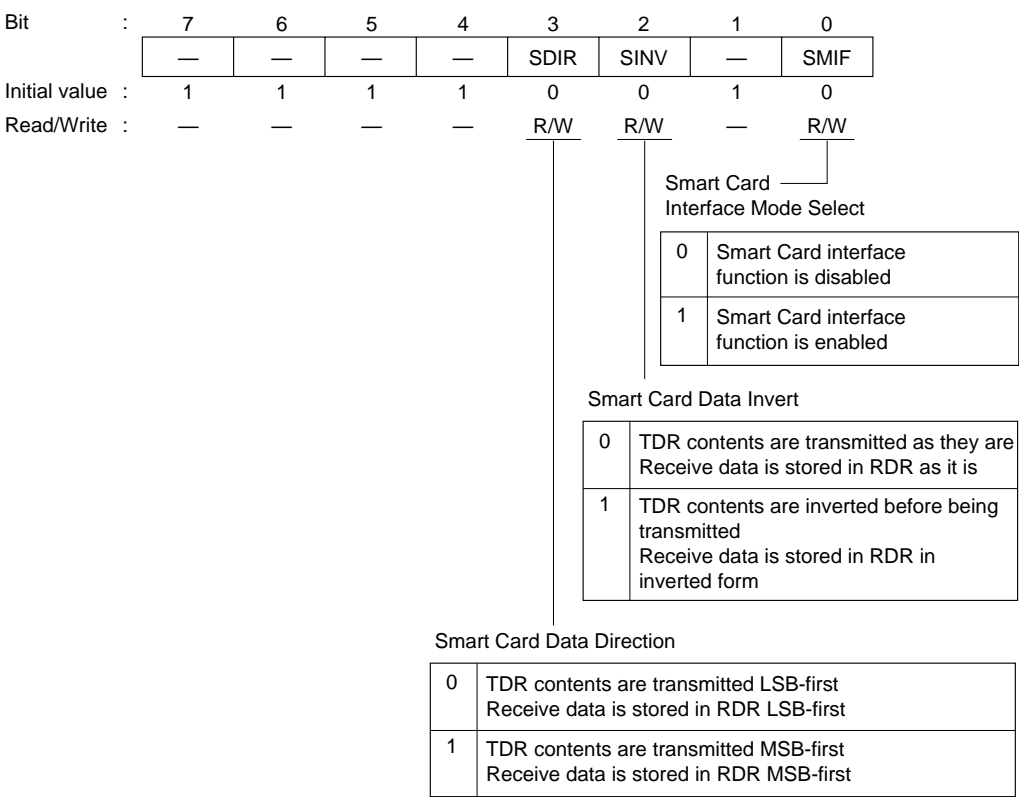 Bit : 7 6 5 4 3 2 1 0
— — — — SDIR SINV — SMIF
Initial value : 1 1 1 1 0 0 1 0
Read/Write : — — — — R/W R/W — R/W
Smart Card
Interface Mode Select
0 Smart Card interface
function is disabled
1 Smart Card interface
function is enabled
Smart Card Data Invert
0 TDR contents are transmitted as they are
Receive data is stored in RDR as it is
1 TDR contents are inverted before being
transmitted
Receive data is stored in RDR in
inverted form
Smart Card Data Direction
0 TDR contents are transmitted LSB-first
Receive data is stored in RDR LSB-first
1 TDR contents are transmitted MSB-first
Receive data is stored in RDR MSB-first